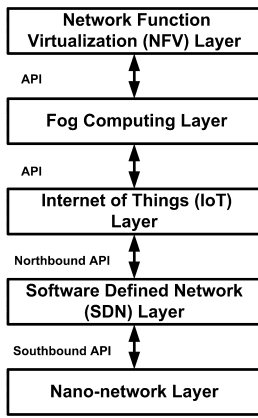 Network Function
Virtualization (NFV) Layer
API
Fog Computing Layer
API
Internet of Things (IoT)
Layer
Northbound API
Software Defined Network
(SDN) Layer
Southbound API
Nano-network Layer